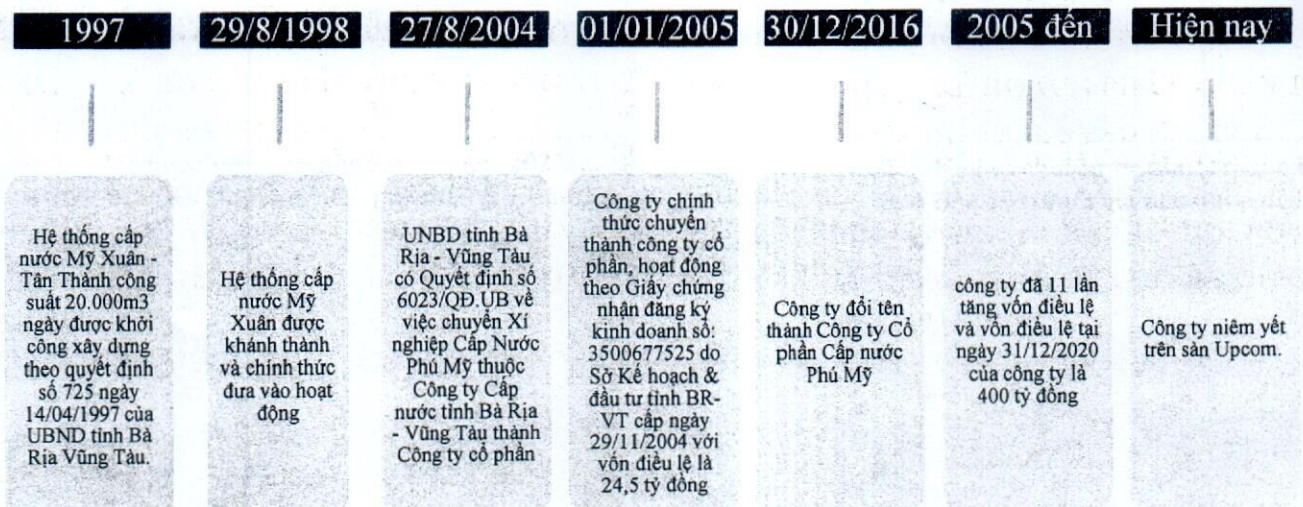 1997
29/8/1998
27/8/2004
01/01/2005
30/12/2016
2005 đến
Hiện nay
Hệ thống cấp
nước Mỹ Xuân -
Tân Thành công
suất 20.000m3
ngày được khởi
công xây dựng
theo quyết định
số 725 ngày
14/04/1997 của
UBND tỉnh Bà
Rịa Vũng Tàu.
Hệ thống cấp
nước Mỹ
Xuân được
khánh thành
và chính thức
đưa vào hoạt
động
UNBD tỉnh Bà
Rịa - Vũng Tàu
có Quyết định số
6023/QĐ.UB về
việc chuyển Xí
nghiệp Cấp Nước
Phú Mỹ thuộc
Công ty Cấp
nước tỉnh Bà Rịa
- Vũng Tàu thành
Công ty cổ phần
Công ty chính
thức chuyển
thành công ty cổ
phần, hoạt động
theo Giấy chứng
nhận đăng ký
kinh doanh số:
3500677525 do
Sở Kế hoạch &
đầu tư tỉnh BR-
VT cấp ngày
29/11/2004 với
vốn điều lệ là
24,5 tỷ đồng
Công ty đổi tên
thành Công ty Cổ
phần Cấp nước
Phú Mỹ
công ty đã 11 lần
tăng vốn điều lệ
và vốn điều lệ tại
ngày 31/12/2020
của công ty là
400 tỷ đồng
Công ty niêm yết
trên sàn Upcom.